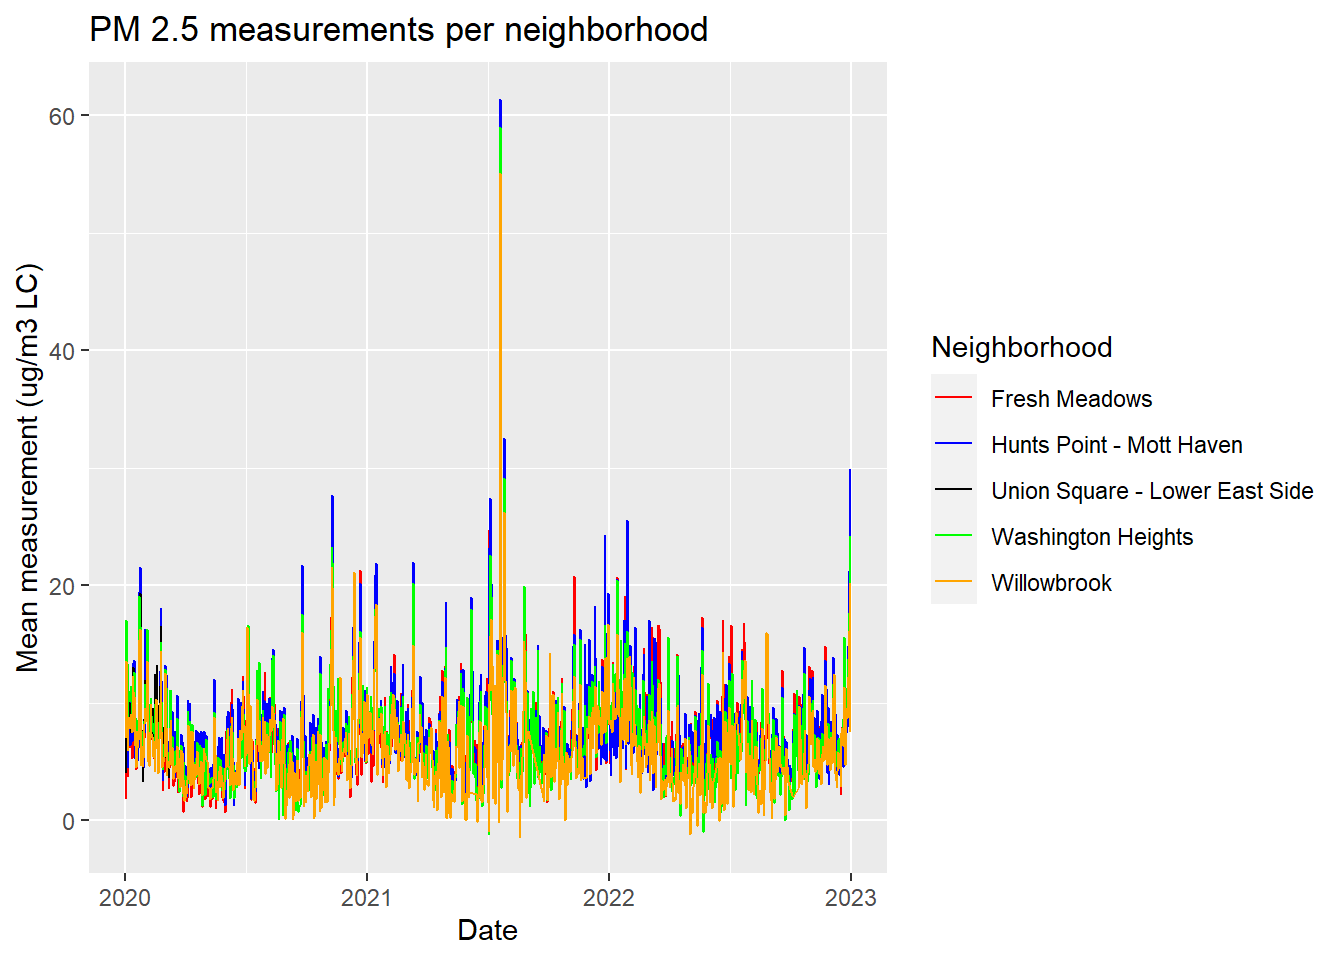 PM 2.5 measurements per neighborhood
Mean measurement (ug/m3 LC)
60
40
20
0
2020
2021
2022
2023
Date
Neighborhood
Fresh Meadows
Hunts Point - Mott Haven
Union Square - Lower East Side
Washington Heights
Willowbrook